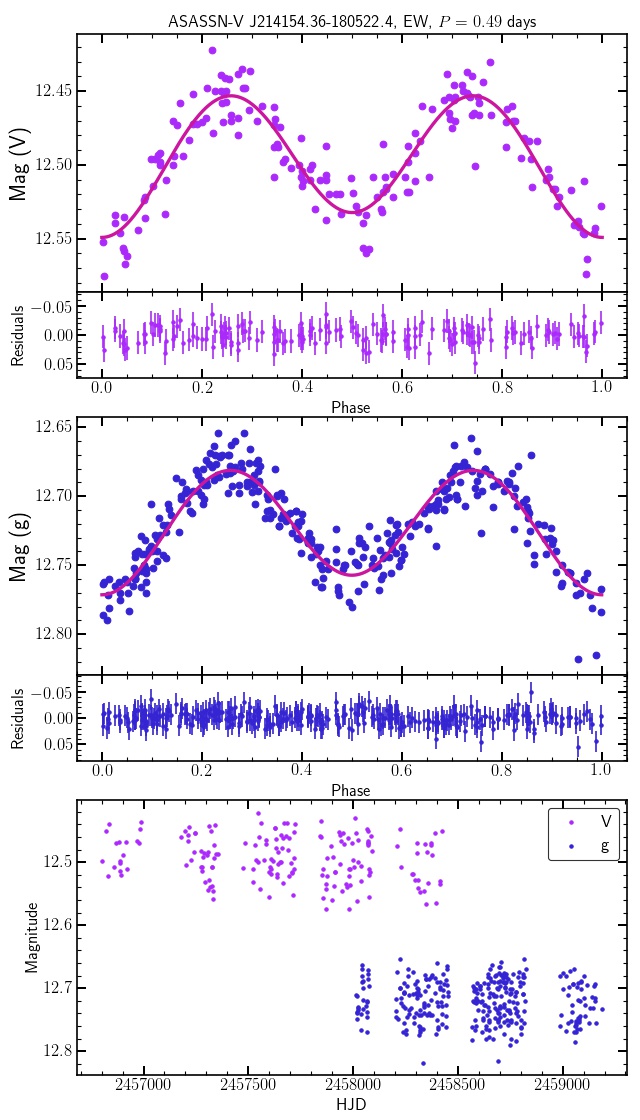 ASASSN-V J214154.36-180522.4, EW, P = 0.49 days
12.45
12.50
12.55
Mag (V)
−0.05
0.00
0.05
Residuals
0.0 0.2 0.4 0.6 0.8 1.0
Phase
12.65
12.70
12.75
12.80
Mag (g)
−0.05
0.00
0.05
Residuals
0.0 0.2 0.4 0.6 0.8 1.0
Phase
V
g
12.5
12.6
12.7
12.8
Magnitude
2457000 2457500 2458000 2458500 2459000
HJD